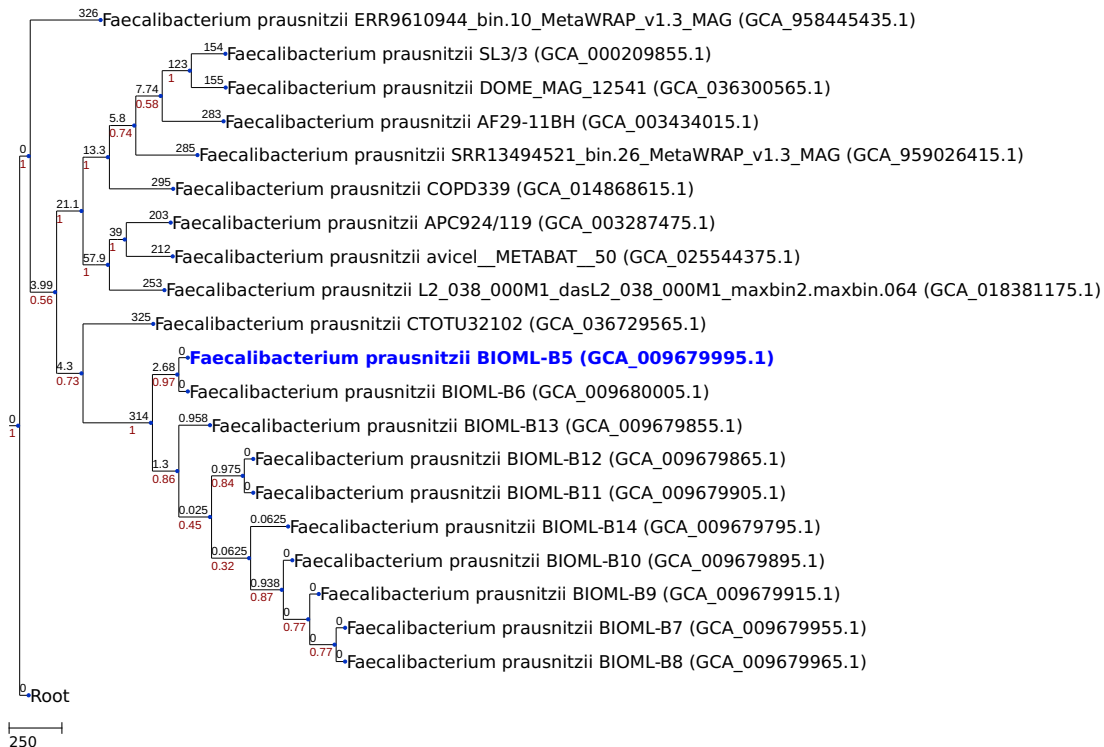 326 Faecalibacterium prausnitzii ERR9610944_bin.10_MetaWRAP_v1.3_MAG (GCA_958445435.1)
154 Faecalibacterium prausnitzii SL3/3 (GCA_000209855.1)
123
1
155 Faecalibacterium prausnitzii DOME_MAG_12541 (GCA_036300565.1)
7.74
0.58
283 Faecalibacterium prausnitzii AF29-11BH (GCA_003434015.1)
5.8
0.74
285 Faecalibacterium prausnitzii SRR13494521_bin.26_MetaWRAP_v1.3_MAG (GCA_959026415.1)
0
1
13.3
1
295 Faecalibacterium prausnitzii COPD339 (GCA_014868615.1)
21.1
1
203 Faecalibacterium prausnitzii APC924/119 (GCA_003287475.1)
39
1
212 Faecalibacterium prausnitzii avicel__METABAT__50 (GCA_025544375.1)
57.9
1
253 Faecalibacterium prausnitzii L2_038_000M1_dasL2_038_000M1_maxbin2.maxbin.064 (GCA_018381175.1)
3.99
0.56
325 Faecalibacterium prausnitzii CTOTU32102 (GCA_036729565.1)
0 Faecalibacterium prausnitzii BIOML-B5 (GCA_009679995.1)
4.3
0.73
2.68
0.97
0 Faecalibacterium prausnitzii BIOML-B6 (GCA_009680005.1)
0
1
314
1
0.958 Faecalibacterium prausnitzii BIOML-B13 (GCA_009679855.1)
1.3
0.86
0 Faecalibacterium prausnitzii BIOML-B12 (GCA_009679865.1)
0.975
0.84
0 Faecalibacterium prausnitzii BIOML-B11 (GCA_009679905.1)
0.025
0.45
0.0625 Faecalibacterium prausnitzii BIOML-B14 (GCA_009679795.1)
0.0625
0.32
0 Faecalibacterium prausnitzii BIOML-B10 (GCA_009679895.1)
0.938
0.87
0 Faecalibacterium prausnitzii BIOML-B9 (GCA_009679915.1)
0
0.77
0 Faecalibacterium prausnitzii BIOML-B7 (GCA_009679955.1)
0
0.77
0 Faecalibacterium prausnitzii BIOML-B8 (GCA_009679965.1)
0 Root
250